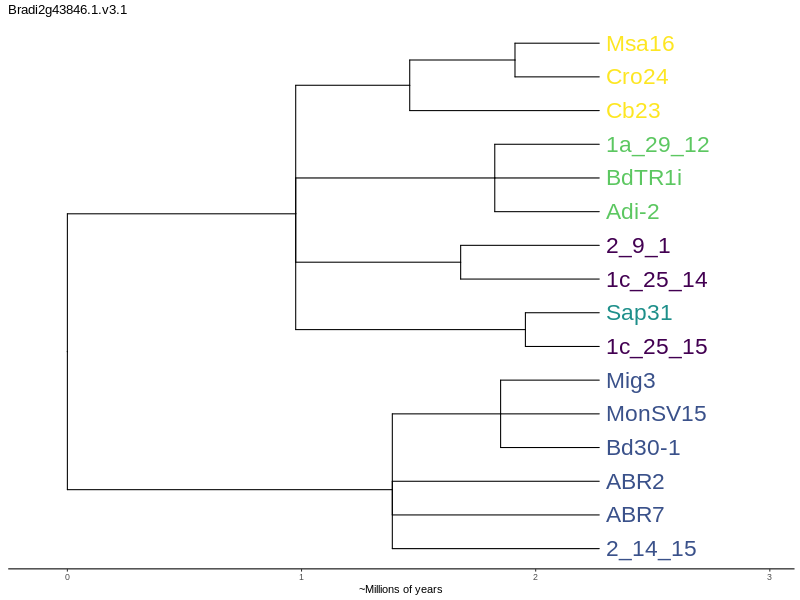 Bradi2g43846.1.v3.1
Msa16
Cro24
Cb23
1a_29_12
BdTR1i
Adi-2
2_9_1
1c_25_14
Sap31
1c_25_15
Mig3
MonSV15
Bd30-1
ABR2
ABR7
2_14_15
0 1 2 3
~Millions of years